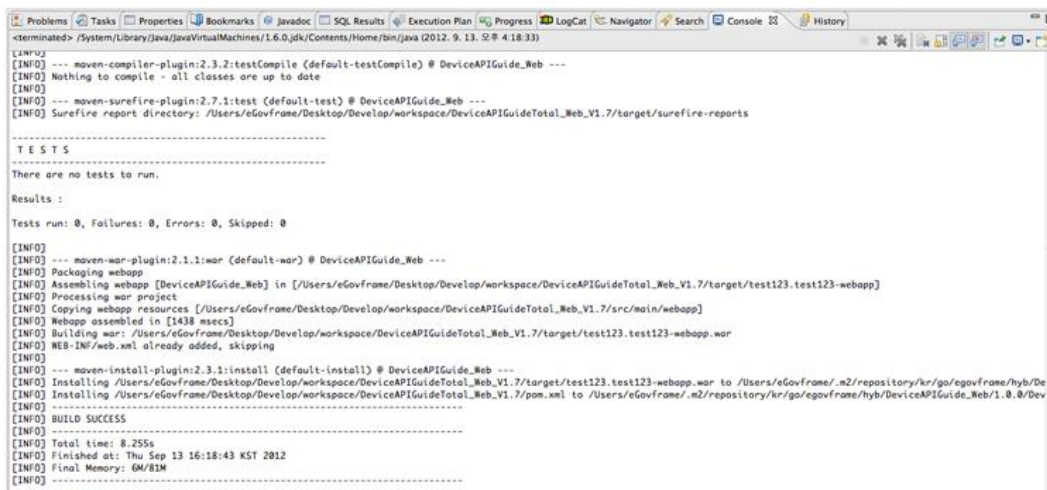 Problems Tasks Properties Bookmarks Javadoc SQL Results Execution Plan Progress LogCat Navigator Search Console History
<terminated> /System/Library/Java/JavaVirtualMachines/1.6.0.jdk/Contents/Home/bin/java (2012. 9. 13. 오후 4:18:33)
[INFO]
[INFO] --- maven-compiler-plugin:2.3.2:testCompile (default-testCompile) @ DeviceAPIGuide_Web ---
[INFO] Nothing to compile - all classes are up to date
[INFO]
[INFO] --- maven-surefire-plugin:2.7.1:test (default-test) @ DeviceAPIGuide_Web ---
[INFO] Surefire report directory: /Users/eGovframe/Desktop/Develop/workspace/DeviceAPIGuideTotal_Web_V1.7/target/surefire-reports
-------------------------------------------------------
T E S T S
-------------------------------------------------------
There are no tests to run.
Results :
Tests run: 0, Failures: 0, Errors: 0, Skipped: 0
[INFO]
[INFO] --- maven-war-plugin:2.1.1:war (default-war) @ DeviceAPIGuide_Web ---
[INFO] Packaging webapp
[INFO] Assembling webapp [DeviceAPIGuide_Web] in [/Users/eGovframe/Desktop/Develop/workspace/DeviceAPIGuideTotal_Web_V1.7/target/test123.test123-webapp]
[INFO] Processing war project
[INFO] Copying webapp resources [/Users/eGovframe/Desktop/Develop/workspace/DeviceAPIGuideTotal_Web_V1.7/src/main/webapp]
[INFO] Webapp assembled in [1438 msecs]
[INFO] Building war: /Users/eGovframe/Desktop/Develop/workspace/DeviceAPIGuideTotal_Web_V1.7/target/test123.test123-webapp.war
[INFO] WEB-INF/web.xml already added, skipping
[INFO]
[INFO] --- maven-install-plugin:2.3.1:install (default-install) @ DeviceAPIGuide_Web ---
[INFO] Installing /Users/eGovframe/Desktop/Develop/workspace/DeviceAPIGuideTotal_Web_V1.7/target/test123.test123-webapp.war to /Users/eGovframe/.m2/repository/kr/go/egovframe/hyb/De
[INFO] Installing /Users/eGovframe/Desktop/Develop/workspace/DeviceAPIGuideTotal_Web_V1.7/pom.xml to /Users/egovframe/.m2/repository/kr/go/egovframe/hyb/DeviceAPIGuide_Web/1.0.0/Dev
[INFO] ------------------------------------------------------------------------
[INFO] BUILD SUCCESS
[INFO] ------------------------------------------------------------------------
[INFO] Total time: 8.255s
[INFO] Finished at: Thu Sep 13 16:18:43 KST 2012
[INFO] Final Memory: 6M/81M
[INFO] ------------------------------------------------------------------------